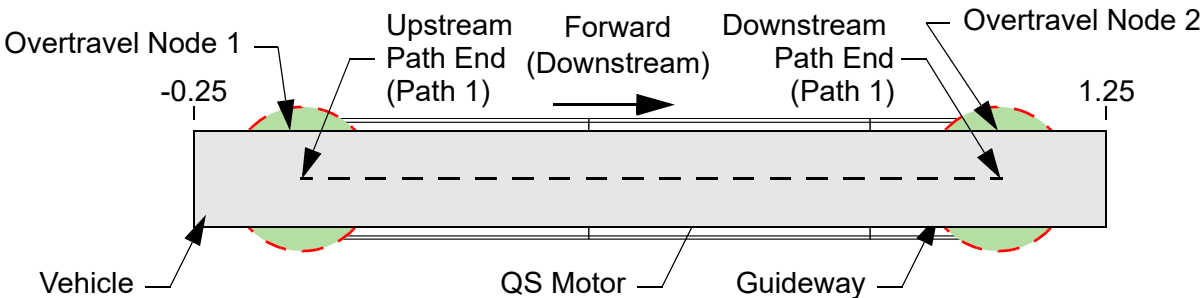 Overtravel Node 1
Upstream
Path End
(Path 1)
Forward
(Downstream)
Downstream
Path End
(Path 1)
Overtravel Node 2
-0.25
1.25
Vehicle
QS Motor
Guideway